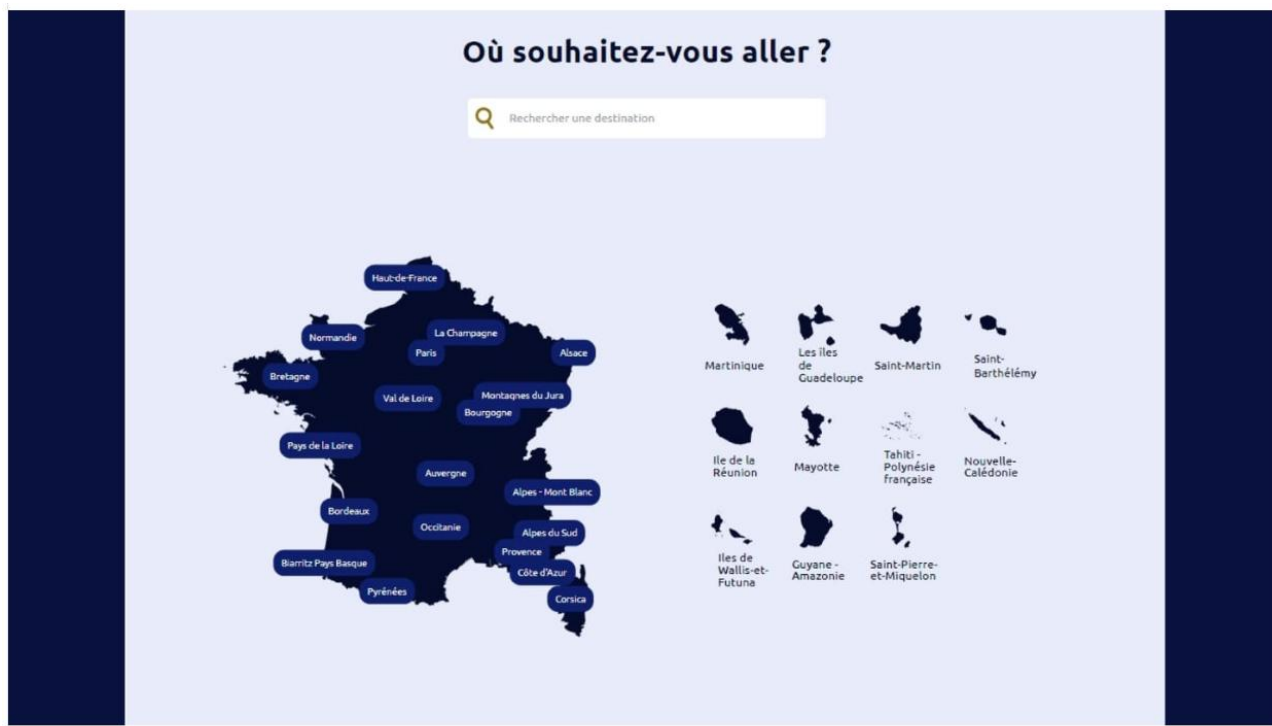 Où souhaitez-vous aller ?
Rechercher une destination
Haut-de-France
Normandie
La Champagne
Paris
Alsace
Bretagne
Val de Loire
Montagnes du Jura
Bourgogne
Pays de la Loire
Auvergne
Alpes - Mont Blanc
Bordeaux
Occitanie
Alpes du Sud
Provence
Biarritz Pays Basque
Côte d'Azur
Pyrénées
Corsica
Martinique
Les îles
de
Guadeloupe
Saint-Martin
Saint-
Barthélémy
Ile de la
Réunion
Mayotte
Tahiti -
Polynésie
française
Nouvelle-
Calédonie
Iles de
Wallis-et-
Futuna
Guyane -
Amazonie
Saint-Pierre-
et-Miquelon